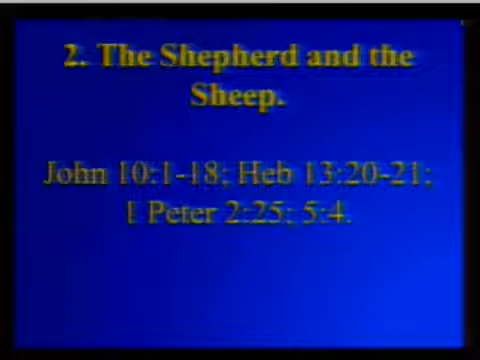 2. The Shepherd and the
Sheep.
John 10:1-18; Heb 13:20-21;
1 Peter 2:25; 5:4.